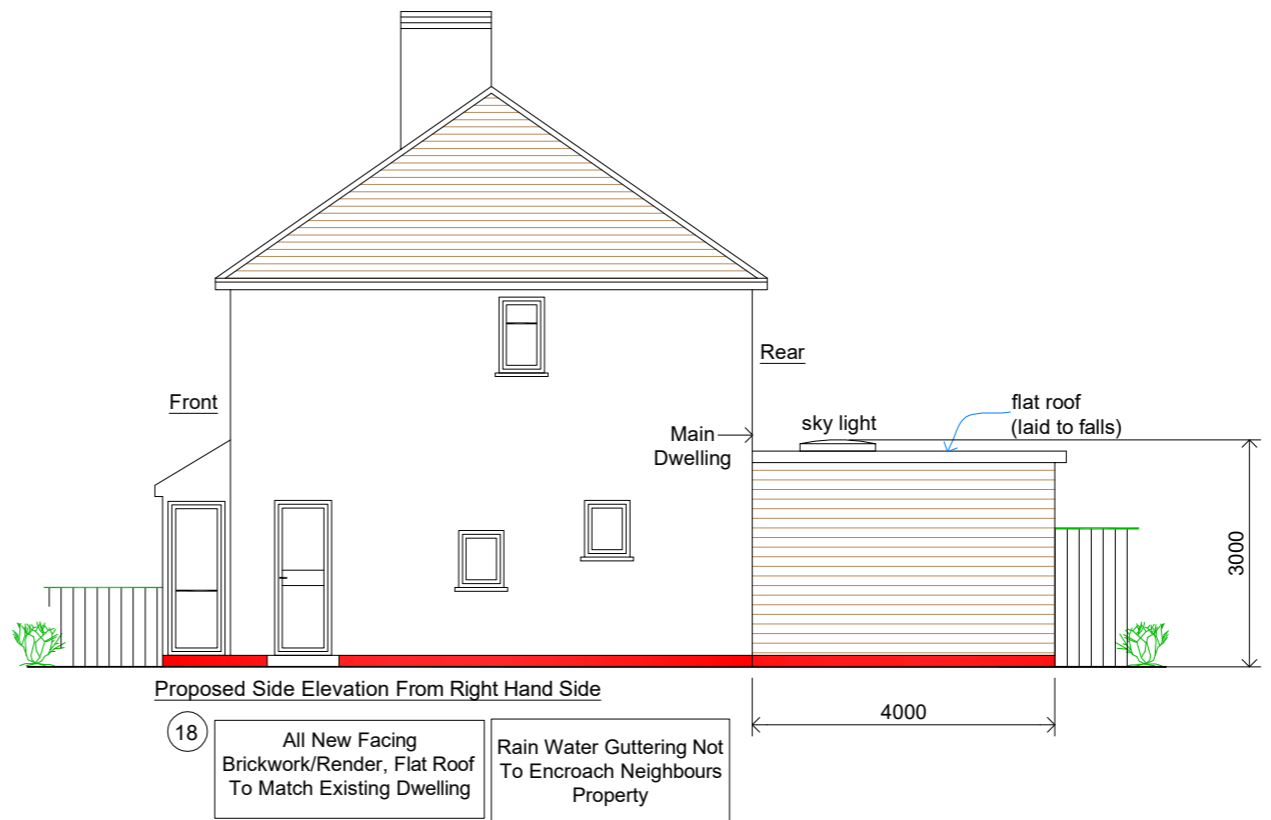 Rear
Front
flat roof
(laid to falls)
sky light
Main
Dwelling
3000
Proposed Side Elevation From Right Hand Side
4000
18
All New Facing
Brickwork/Render, Flat Roof
To Match Existing Dwelling
Rain Water Guttering Not
To Encroach Neighbours
Property